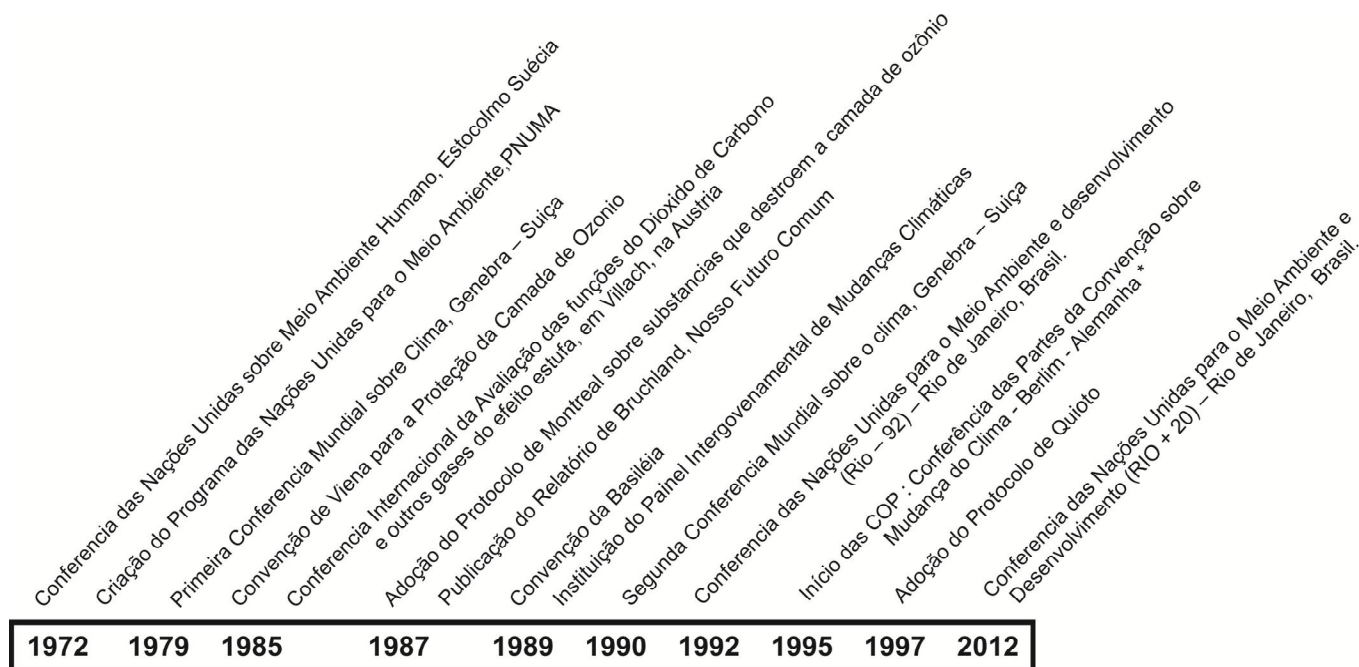 Conferencia das Nações Unidas sobre Meio Ambiente Humano, Estocolmo Suécia
Criação do Programa das Nações Unidas para o Meio Ambiente,PNUMA
Primeira Conferencia Mundial sobre Clima, Genebra – Suiça
Convenção de Viena para a Proteção da Camada de Ozonio
Conferencia Internacional da Avaliação das funções do Dioxido de Carbono
e outros gases do efeito estufa, em Villach, na Austria
Adoção do Protocolo de Montreal sobre substancias que destroem a camada de ozônio
Publicação do Relatório de Bruchland, Nosso Futuro Comum
Convenção da Basiléia
Instituição do Painel Intergovenamental de Mudanças Climáticas
Segunda Conferencia Mundial sobre o clima, Genebra – Suiça
Conferencia das Nações Unidas para o Meio Ambiente e desenvolvimento
(Rio – 92) – Rio de Janeiro, Brasil.
Início das COP : Conferência das Partes da Convenção sobre
Mudança do Clima - Berlim - Alemanha *
Adoção do Protocolo de Quioto
Conferencia das Nações Unidas para o Meio Ambiente e
Desenvolvimento (RIO + 20) – Rio de Janeiro, Brasil.
1972 1979 1985 1987 1989 1990 1992 1995 1997 2012